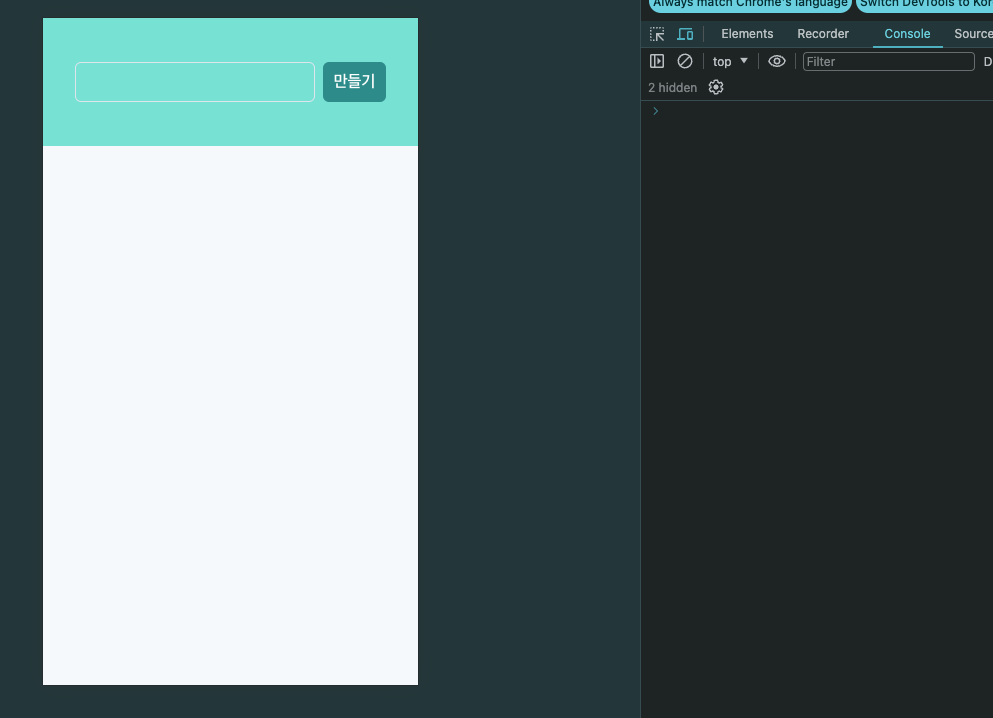 Always match Chrome's language Switch DevTools to Kor
만들기
Elements Recorder Console Source
top Filter D
2 hidden